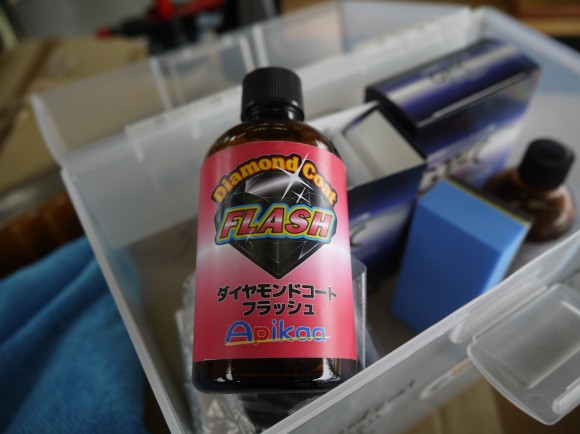 Diamond Coat
FLASH
ダイヤモンドコート
フラッシュ
Apikaa